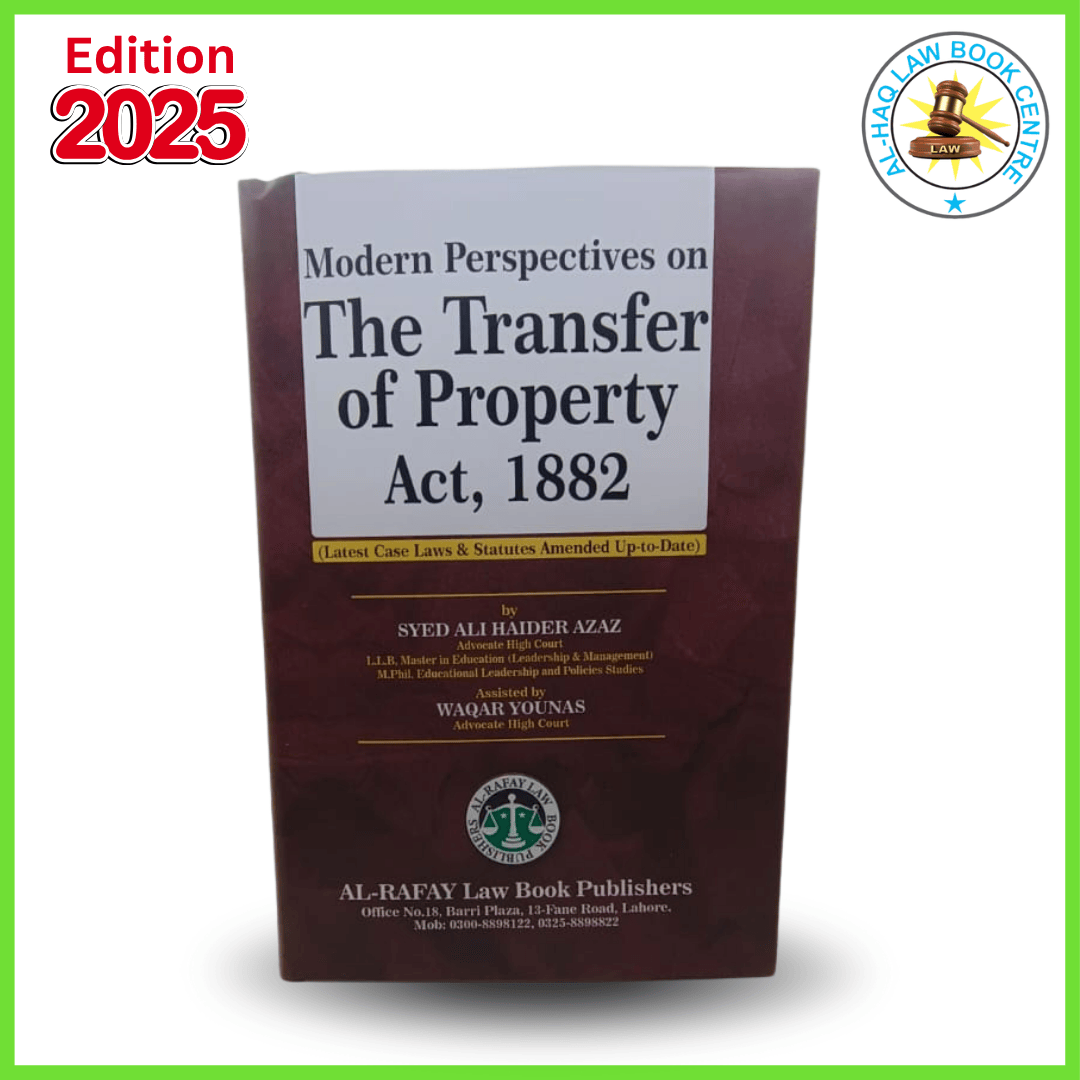 Edition
2025
AL-HAQ LAW BOOK CENTRE
LAW
Modern Perspectives on
The Transfer
of Property
Act, 1882
(Latest Case Laws & Statutes Amended Up-to-Date)
by
SYED ALI HAIDER AZAZ
Advocate High Court
L.L.B, Master in Education (Leadership & Management)
M.Phil. Educational Leadership and Policies Studies
Assisted by
WAQAR YOUNAS
Advocate High Court
AL-RAFAY LAW BOOK PUBLISHERS
AL-RAFAY Law Book Publishers
Office No.18, Barri Plaza, 13-Fane Road, Lahore.
Mob: 0300-8898122, 0325-8898822